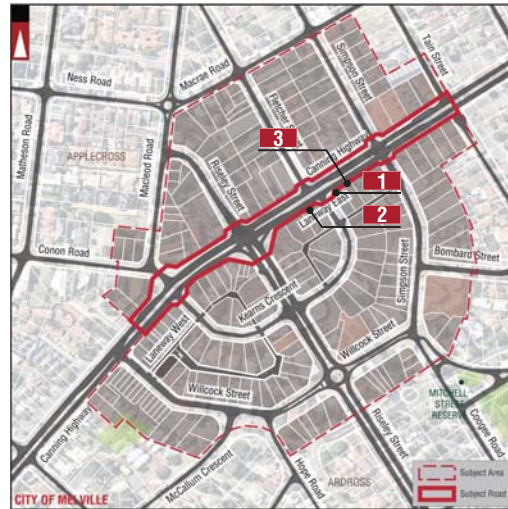 Ness Road
Macrae Road
Simpson Street
Tain Street
Fletcher Street
Matheson Road
APPLECROSS
Macleod Road
Riseley Street
Canning Highway
3
1
Laneway East
2
Conon Road
Bombard Street
Simpson Street
Kearns Crescent
Laneway West
Willcock Street
Willcock Street
MITCHELL
STREET
RESERVE
Canning Highway
Riseley Street
Coogee Road
McCallum Crescent
Hope Road
ARDROSS
Subject Area
Subject Road
CITY OF MELVILLE